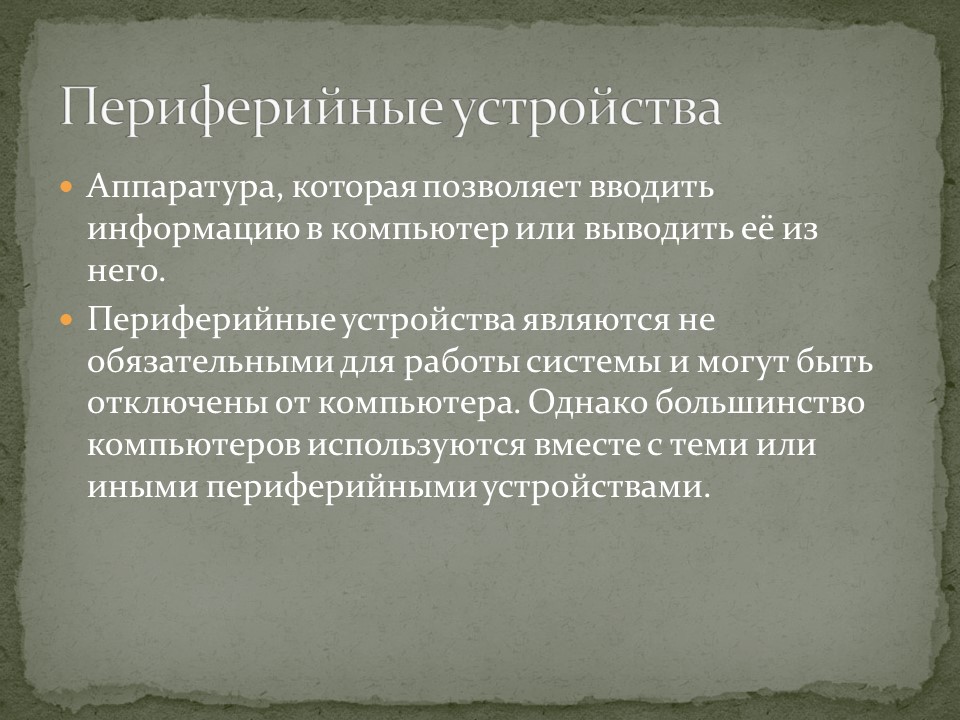 Периферийные устройства
Аппаратура, которая позволяет вводить
информацию в компьютер или выводить её из
него.
Периферийные устройства являются не
обязательными для работы системы и могут быть
отключены от компьютера. Однако большинство
компьютеров используются вместе с теми или
иными периферийными устройствами.